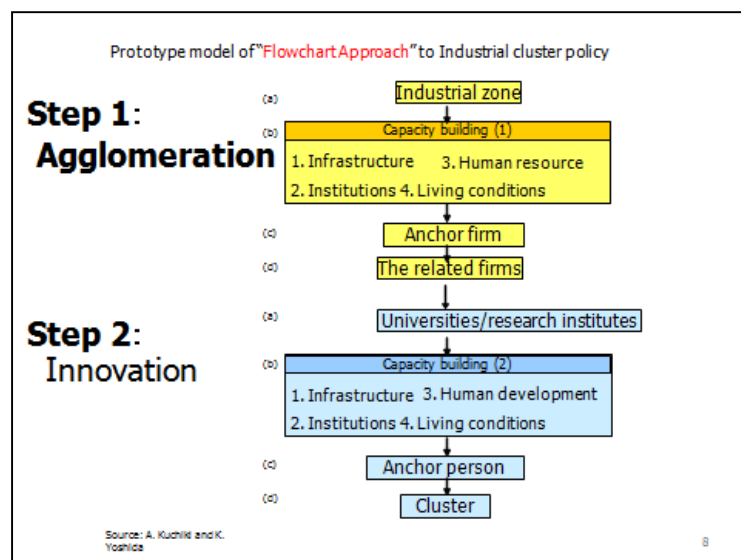 Prototype model of "Flowchart Approach" to Industrial cluster policy
Step 1:
Agglomeration
(a)
Industrial zone
(b)
Capacity building (1)
1. Infrastructure 3. Human resource
2. Institutions 4. Living conditions
(c)
Anchor firm
(d)
The related firms
Step 2:
Innovation
(a)
Universities/research institutes
(b)
Capacity building (2)
1. Infrastructure 3. Human development
2. Institutions 4. Living conditions
(c)
Anchor person
(d)
Cluster
Source: A. Kuchiki and K.
Yoshida
8